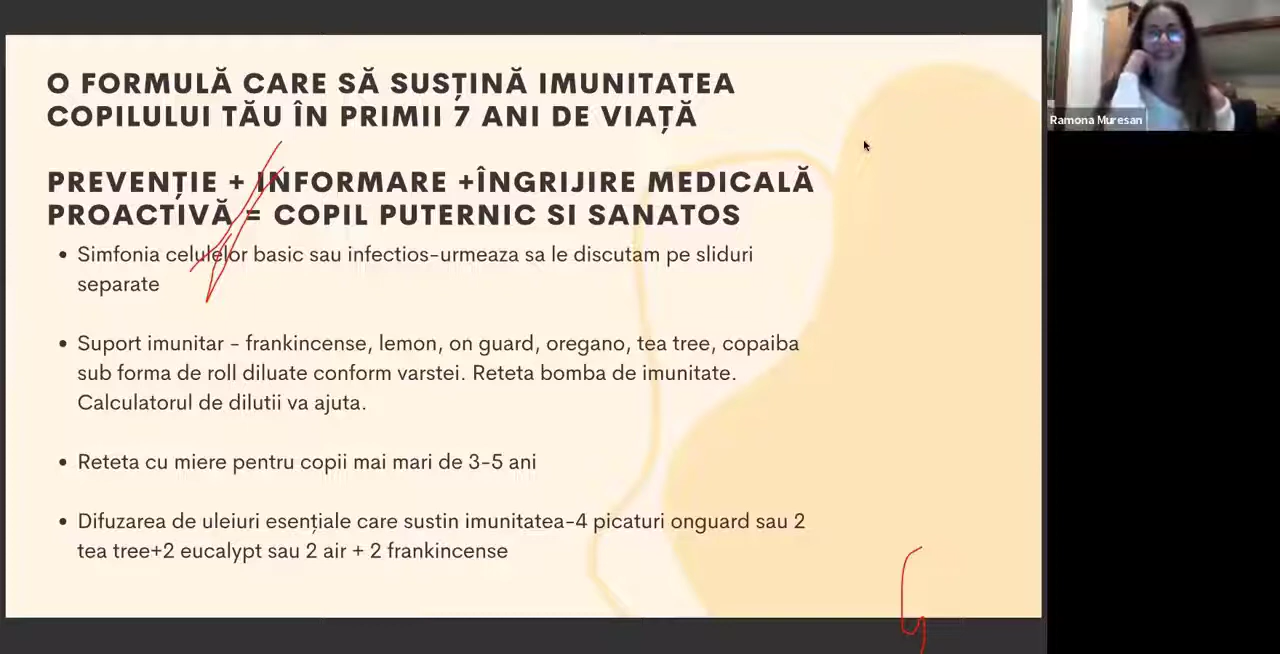 O FORMULĂ CARE SĂ SUSȚINĂ IMUNITATEA
COPILULUI TĂU ÎN PRIMII 7 ANI DE VIAȚĂ
PREVENȚIE + INFORMARE +ÎNGRIJIRE MEDICALĂ
PROACTIVĂ = COPIL PUTERNIC SI SANATOS
• Simfonia celulelor basic sau infectios-urmeaza sa le discutam pe sliduri
separate
• Suport imunitar - frankincense, lemon, on guard, oregano, tea tree, copaiba
sub forma de roll diluate conform varstei. Reteta bomba de imunitate.
Calculatorul de dilutii va ajuta.
• Reteta cu miere pentru copii mai mari de 3-5 ani
• Difuzarea de uleiuri esențiale care sustin imunitatea-4 picaturi onguard sau 2
tea tree+2 eucalypt sau 2 air + 2 frankincense
Ramona Muresan